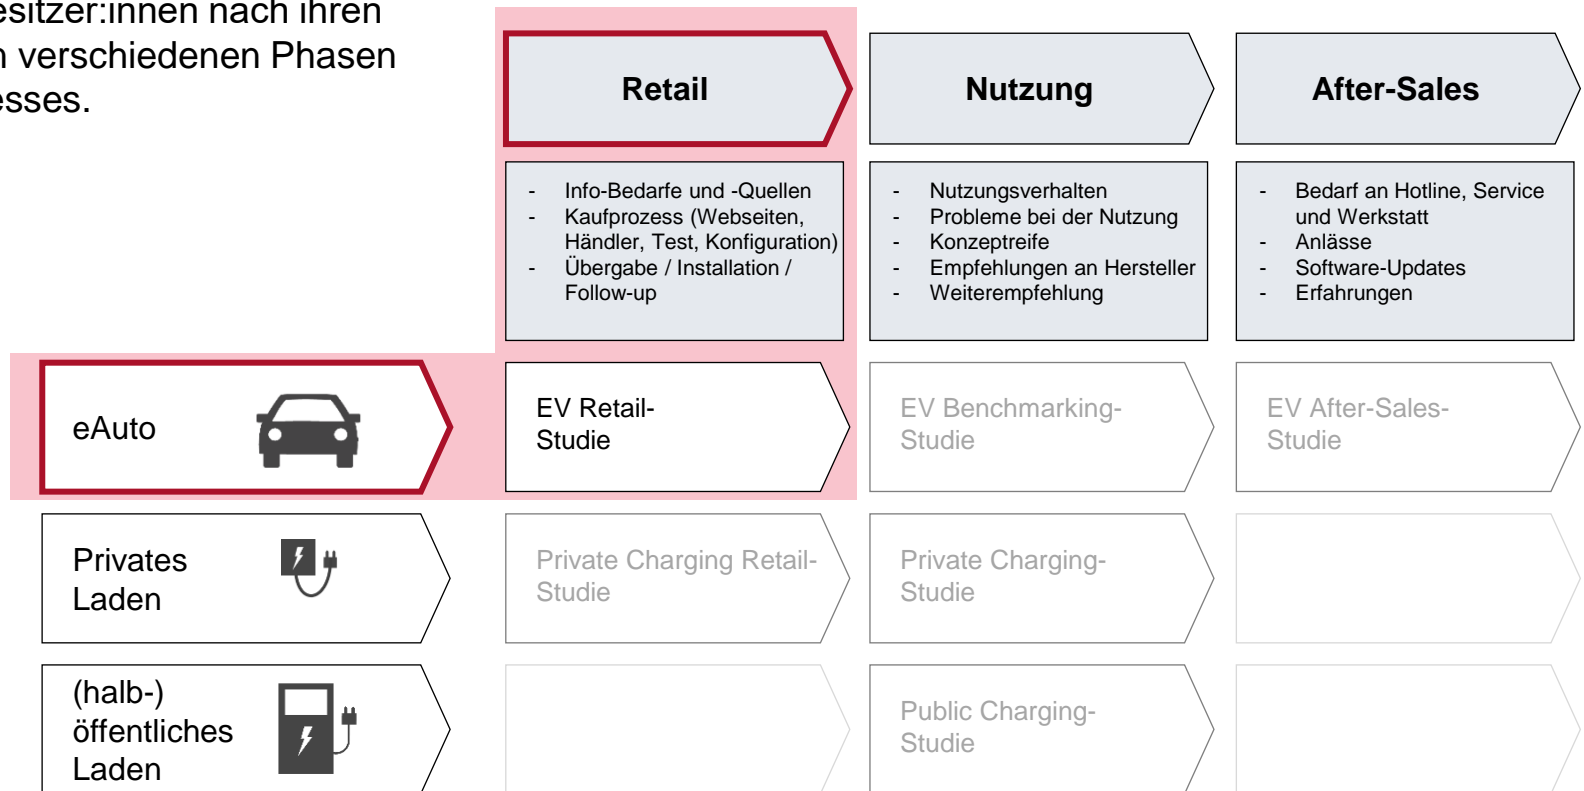 esitzer:innen nach ihren
n verschiedenen Phasen
esses.
Retail
Nutzung
After-Sales
- Info-Bedarfe und -Quellen
- Kaufprozess (Webseiten,
Händler, Test, Konfiguration)
- Übergabe / Installation /
Follow-up
- Nutzungsverhalten
- Probleme bei der Nutzung
- Konzeptreife
- Empfehlungen an Hersteller
- Weiterempfehlung
- Bedarf an Hotline, Service
und Werkstatt
- Anlässe
- Software-Updates
- Erfahrungen
eAuto
EV Retail-
Studie
EV Benchmarking-
Studie
EV After-Sales-
Studie
Privates
Laden
Private Charging Retail-
Studie
Private Charging-
Studie
(halb-)
öffentliches
Laden
Public Charging-
Studie